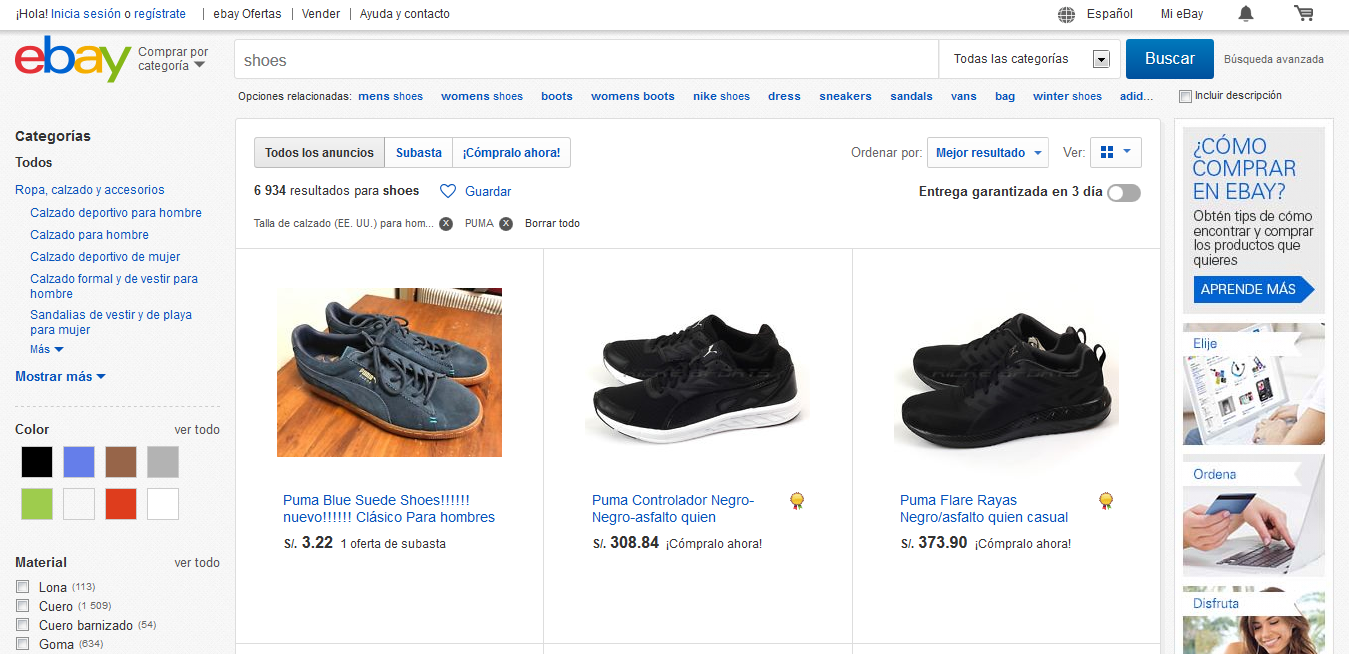 ¡Hola! Inicia sesión o regístrate | ebay Ofertas | Vender | Ayuda y contacto
Español Mi eBay
ebay
Comprar por
categoría
shoes
Todas las categorías
Buscar
Búsqueda avanzada
Opciones relacionadas: mens shoes womens shoes boots womens boots nike shoes dress sneakers sandals vans bag winter shoes adid...
Incluir descripción
Categorías
Todos
Ropa, calzado y accesorios
Calzado deportivo para hombre
Calzado para hombre
Calzado deportivo de mujer
Calzado formal y de vestir para
hombre
Sandalias de vestir y de playa
para mujer
Más
Mostrar más
Color ver todo
Material ver todo
Lona (113)
Cuero (1 509)
Cuero barnizado (54)
Goma (634)
Todos los anuncios Subasta ¡Cómpralo ahora!
Ordenar por: Mejor resultado Ver:
6 934 resultados para shoes Guardar
Entrega garantizada en 3 día
Talla de calzado (EE. UU.) para hom... PUMA Borrar todo
Puma Blue Suede Shoes!!!!!!
nuevo!!!!!! Clásico Para hombres
S/. 3.22 1 oferta de subasta
Puma Controlador Negro-
Negro-asfalto quien
S/. 308.84 ¡Cómpralo ahora!
Puma Flare Rayas
Negro/asfalto quien casual
S/. 373.90 ¡Cómpralo ahora!
¿CÓMO
COMPRAR
EN EBAY?
Obtén tips de cómo
encontrar y comprar
los productos que
quieres
APRENDE MÁS
Elije
Ordena
Disfruta